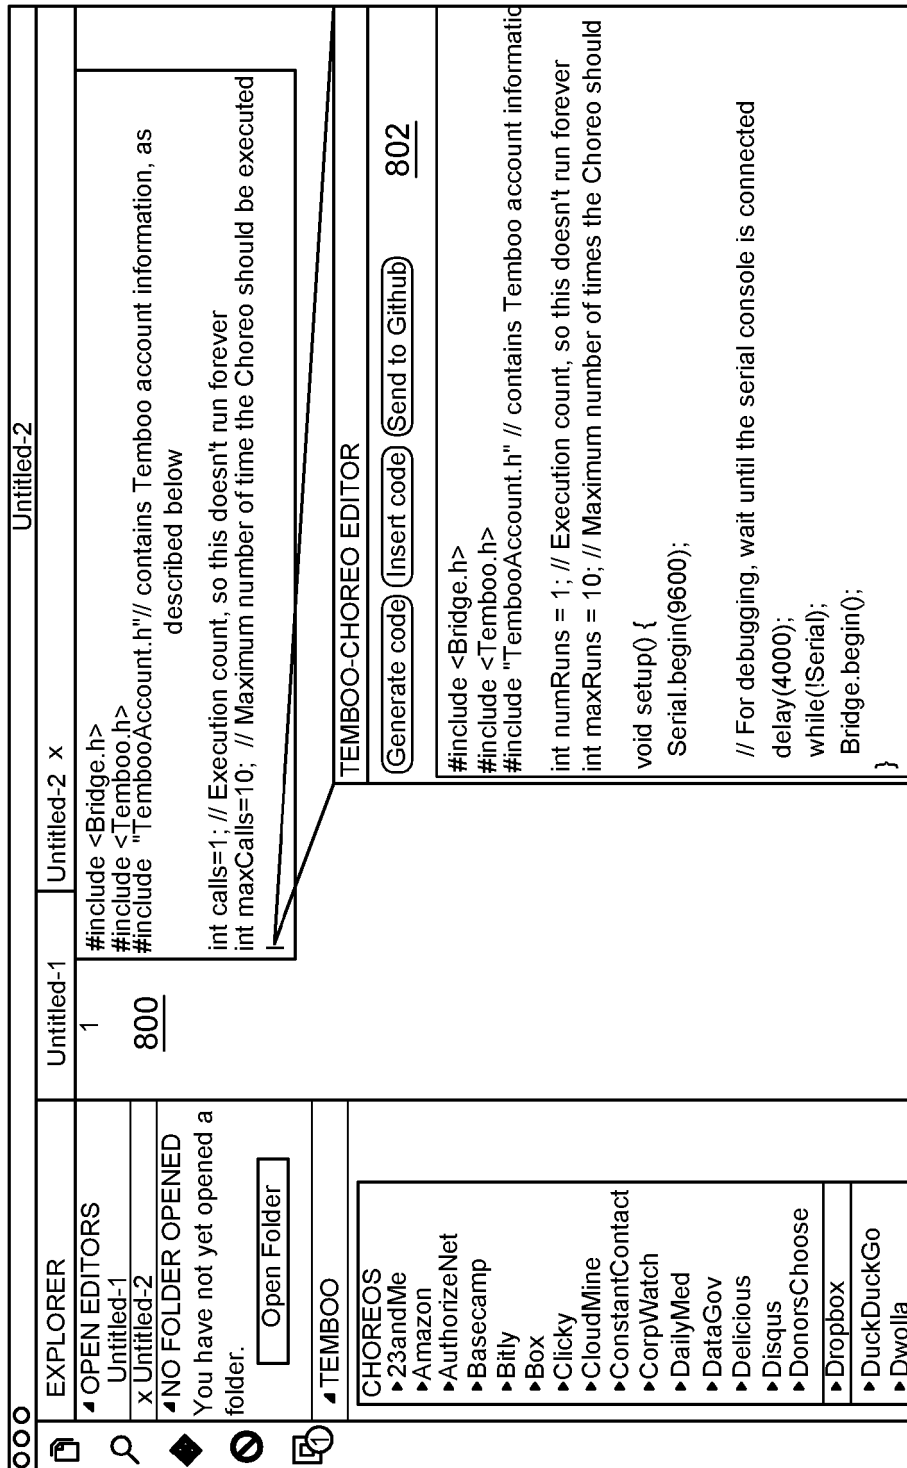 Untitled-2
EXPLORER
Untitled-1
Untitled-2 x
OPEN EDITORS
Untitled-1
x Untitled-2
NO FOLDER OPENED
You have not yet opened a
folder.
Open Folder
1
TEMBOO
CHOREOS
23andMe
Amazon
AuthorizeNet
Basecamp
Bitly
Box
Clicky
CloudMine
ConstantContact
CorpWatch
DailyMed
DataGov
Delicious
Disqus
DonorsChoose
Dropbox
DuckDuckGo
Dwolla
1
800
#include <Bridge.h>
#include <Temboo.h>
#include "TembooAccount.h"// contains Temboo account information, as
described below
int calls=1; // Execution count, so this doesn't run forever
int maxCalls=10; // Maximum number of time the Choreo should be executed
TEMBOO-CHOREO EDITOR
Generate code Insert code Send to Github
802
#include <Bridge.h>
#include <Temboo.h>
#include "TembooAccount.h" // contains Temboo account informatic
int numRuns = 1; // Execution count, so this doesn't run forever
int maxRuns = 10; // Maximum number of times the Choreo should
void setup() {
Serial.begin(9600);
// For debugging, wait until the serial console is connected
delay(4000);
while(!Serial);
Bridge.begin();
}